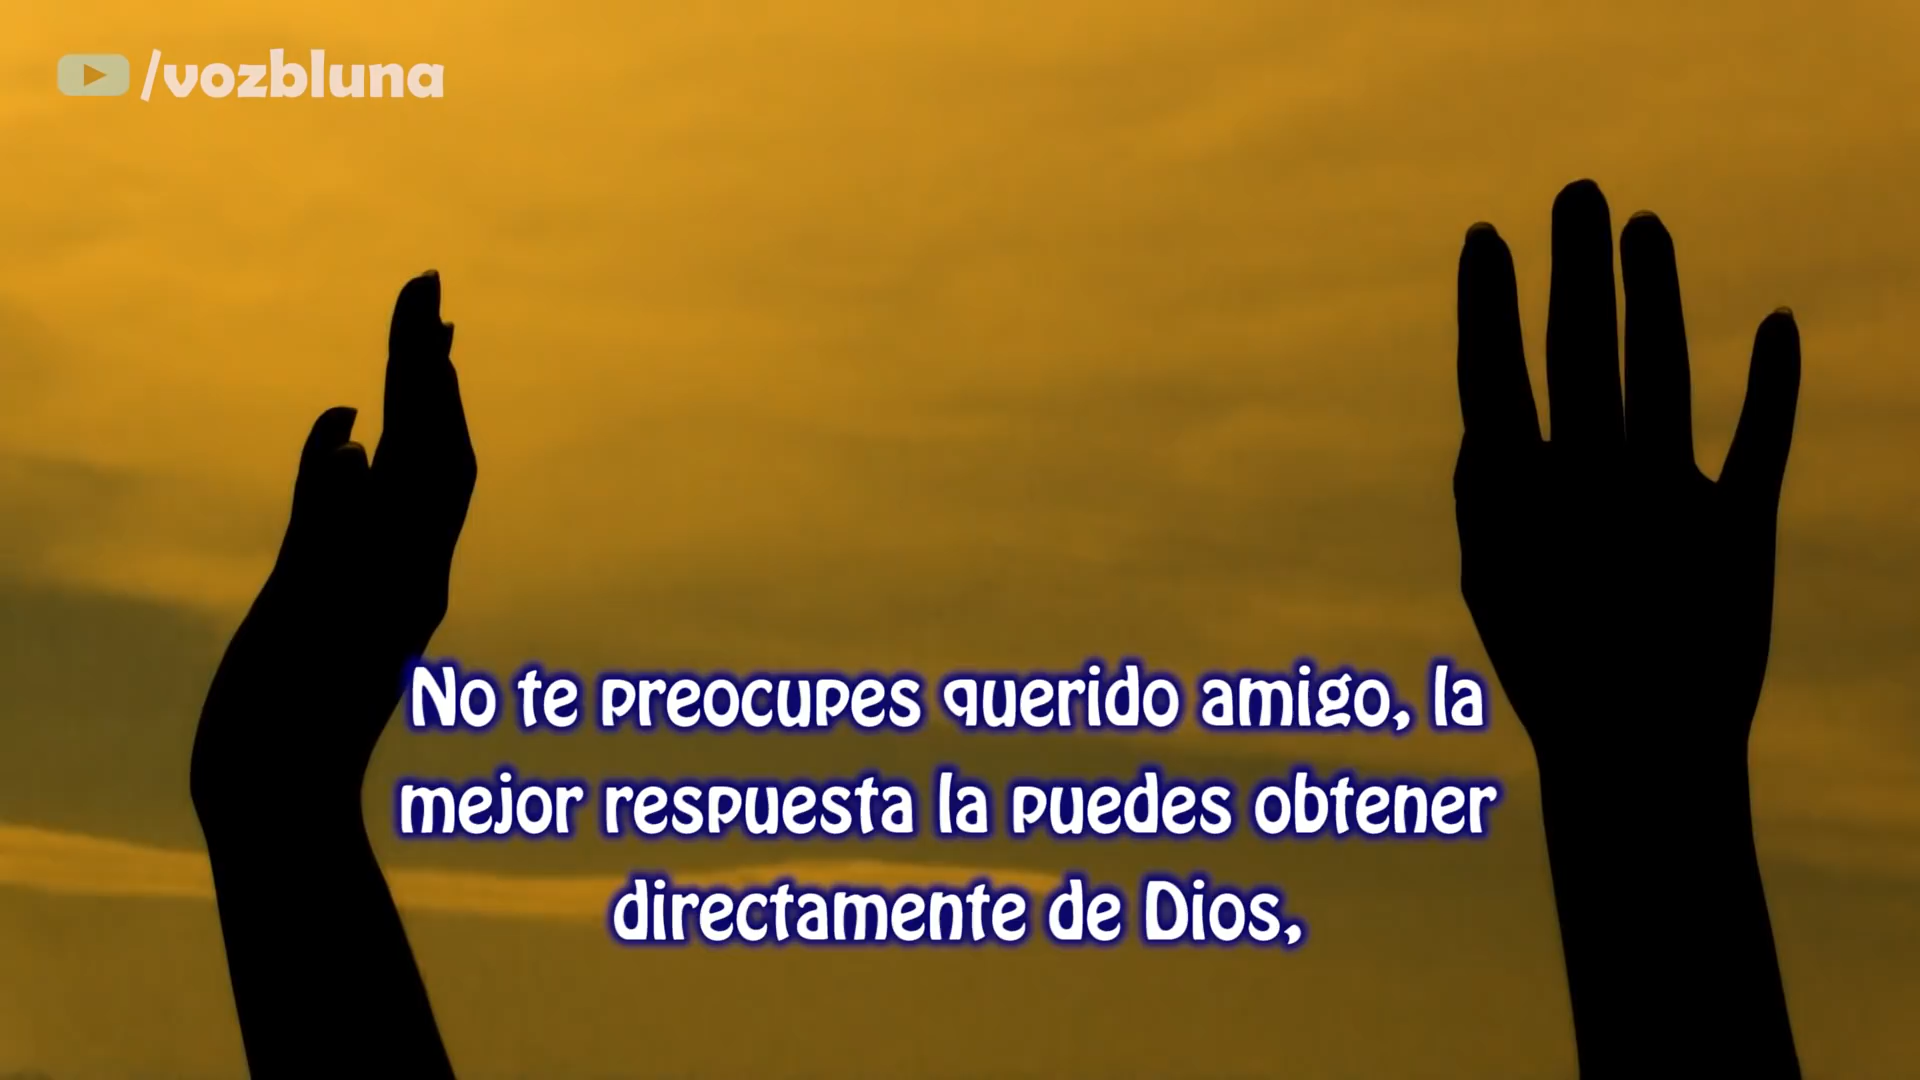 /vozbluna
No te preocupes querido amigo, la
mejor respuesta la puedes obtener
directamente de Dios,